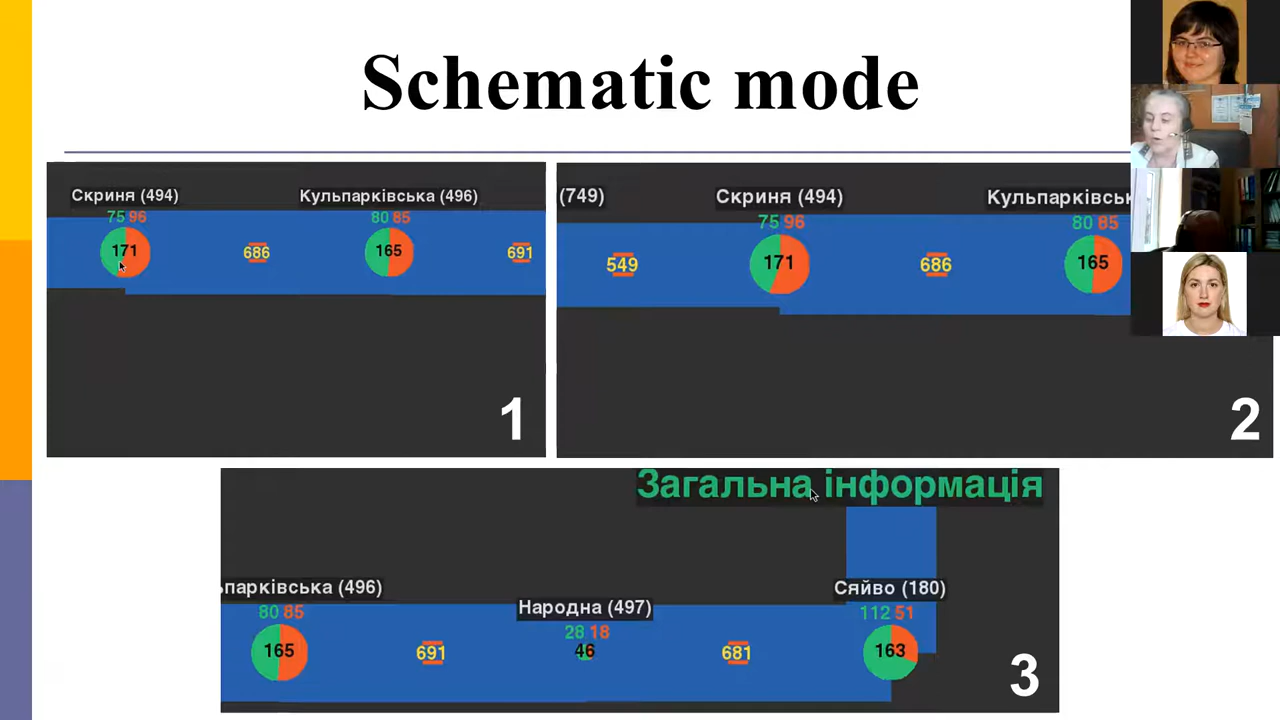 Schematic mode
Скриня (494)
Кульпарківська (496)
75 96
80 85
171
686
165
691
1
(749)
Скриня (494)
Кульпарківськ
75 96
80 85
549
171
686
165
2
Загальна інформація
ьпарківська (496)
Народна (497)
Сяйво (180)
80 85
28 18
112 51
165
691
46
681
163
3